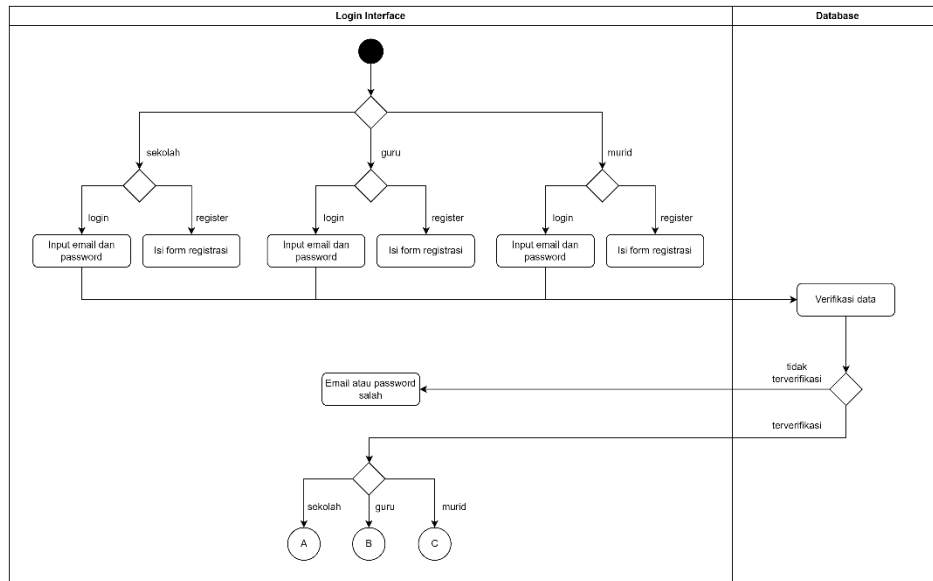 Login Interface
Database
sekolah
guru
murid
login
register
login
register
login
register
Input email dan
password
Isi form registrasi
Input email dan
password
Isi form registrasi
Input email dan
password
Isi form registrasi
Verifikasi data
tidak
terverifikasi
Email atau password
salah
terverifikasi
sekolah
guru
murid
A
B
C